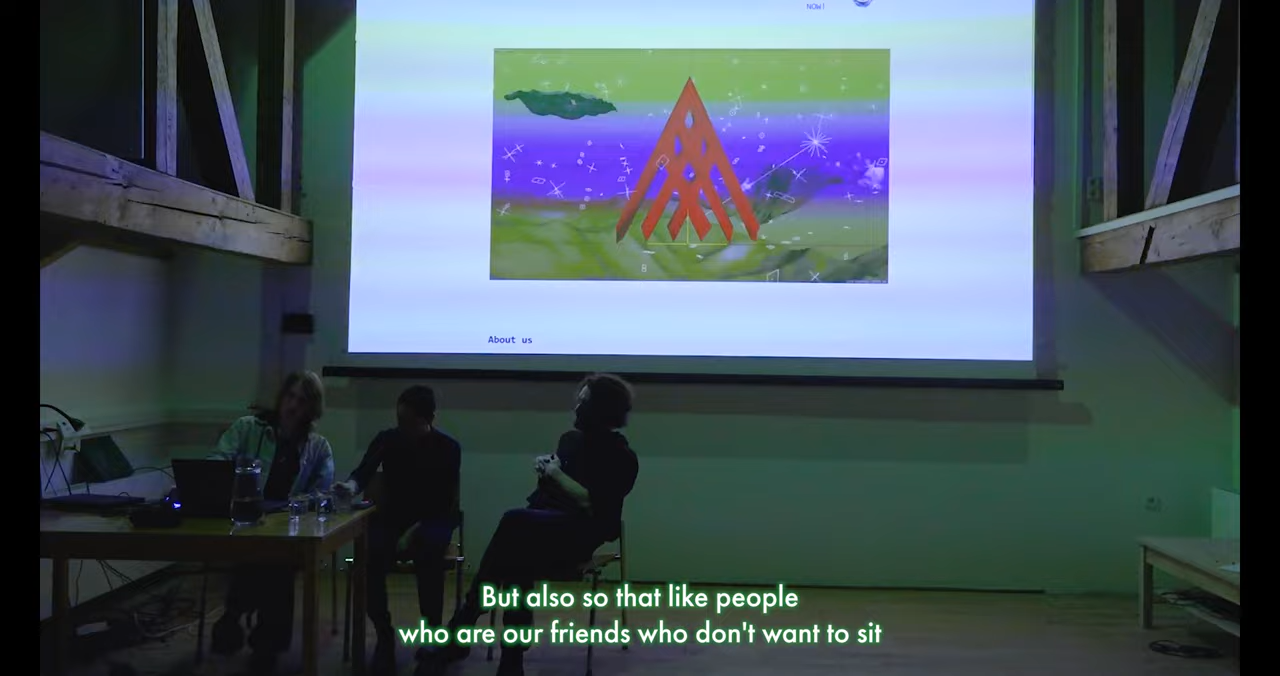 NOW!
About us
But also so that like people
who are our friends who don't want to sit